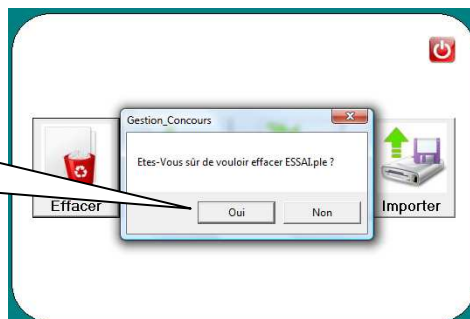 Gestion_Concours
Etes-Vous sûr de vouloir effacer ESSAI.ple ?
Oui
Non
Effacer
Importer